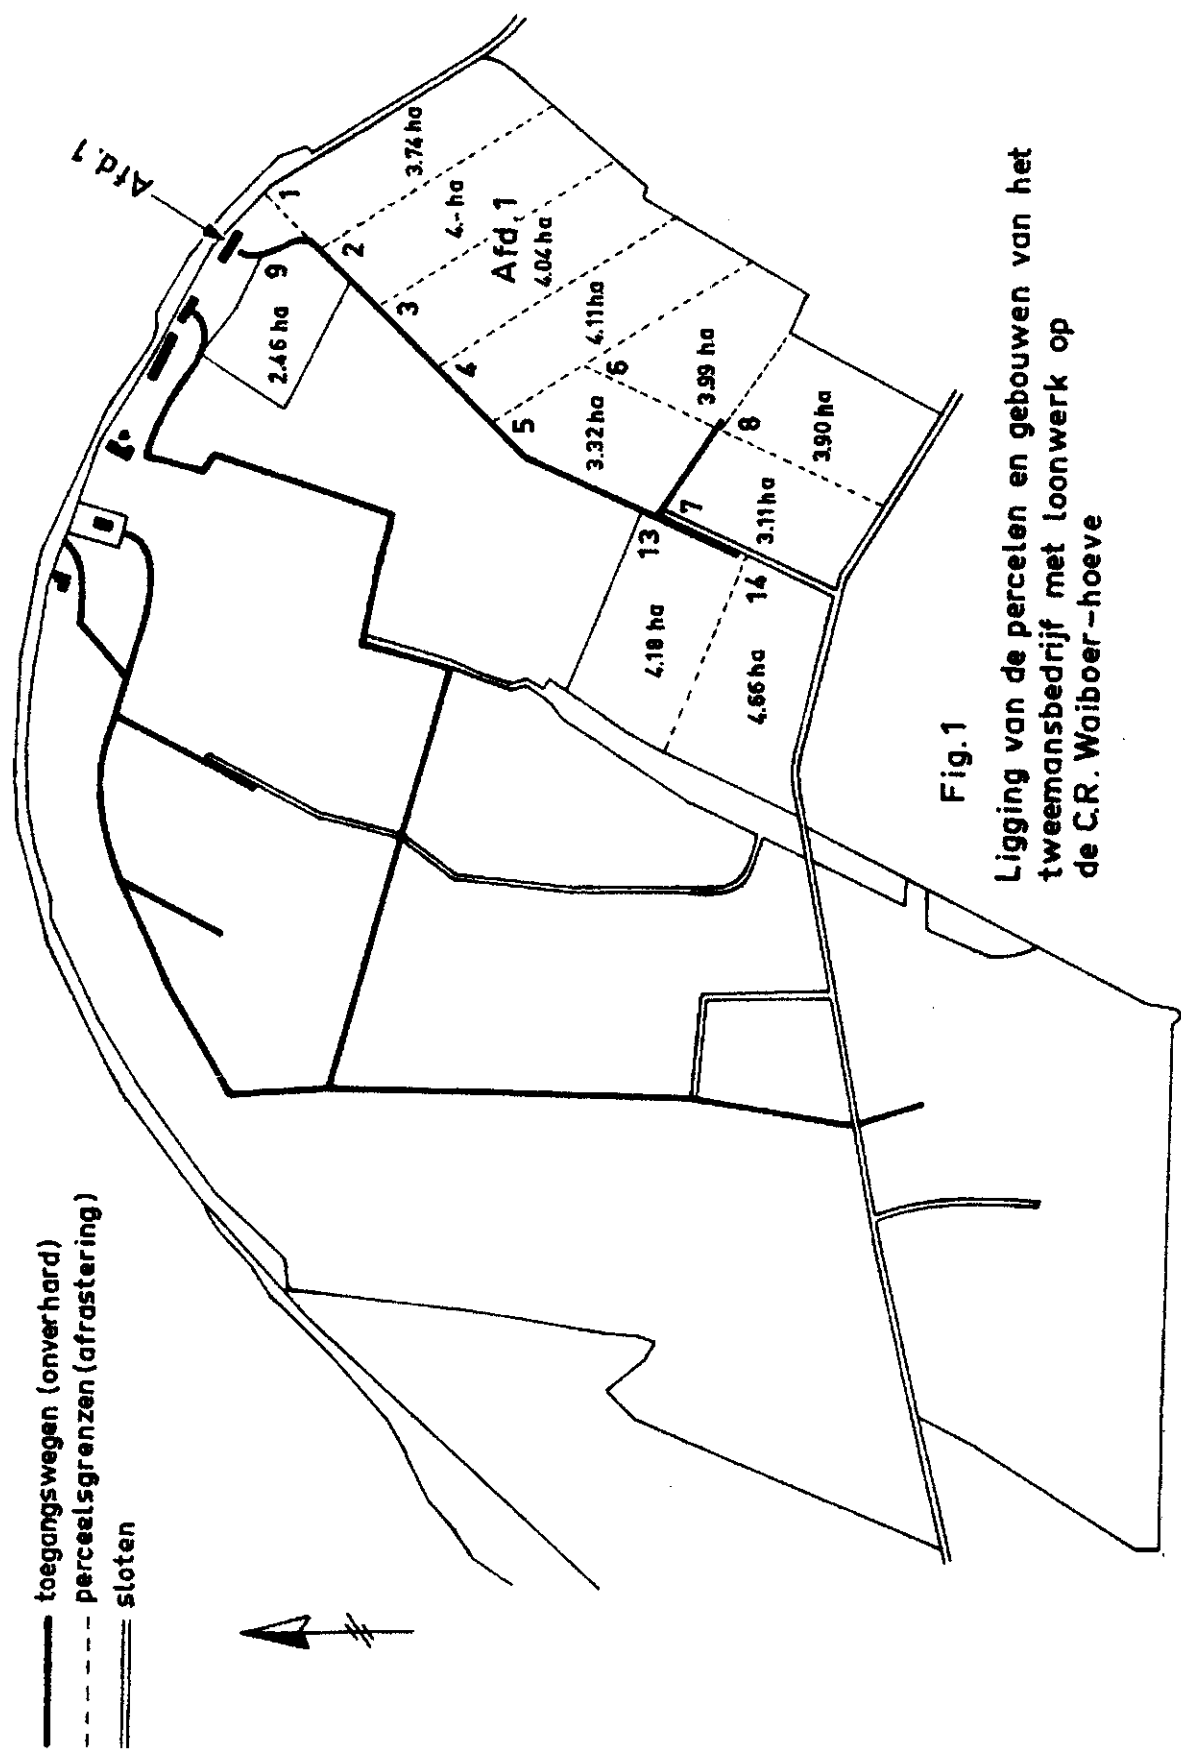 toegangswegen (onverhard)
perceelsgrenzen (afrastering)
sloten
Afd. 1
1
3.74 ha
2
4.- ha
Afd. 1
3
4.04 ha
4
4.11 ha
5
3.32 ha
6
3.99 ha
7
3.11 ha
8
3.90 ha
9
2.46 ha
13
4.18 ha
14
4.66 ha
Fig. 1
Ligging van de percelen en gebouwen van het
tweemansbedrijf met loonwerk op
de C.R. Waiboer-hoeve